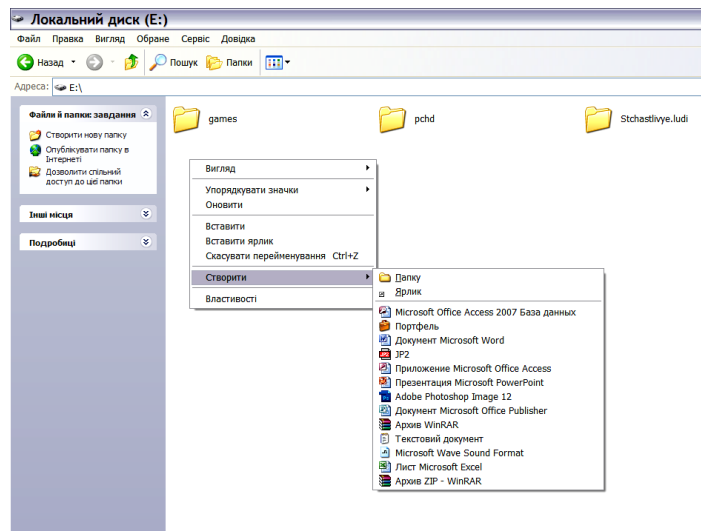 Локальний диск (E:)
Файл Правка Вигляд Обране Сервіс Довідка
Назад Пошук Папки
Адреса: E:\
Файли й папки: завдання
Створити нову папку
Опублікувати папку в
Інтернеті
Дозволити спільний
доступ до цієї папки
Інші місця
Подробиці
games pchd Stchastlivye.ludi
Вигляд
Упорядкувати значки
Оновити
Вставити
Вставити ярлик
Скасувати перейменування Ctrl+Z
Створити
Властивості
Папку
Ярлик
Microsoft Office Access 2007 База данных
Портфель
Документ Microsoft Word
JP2
Приложение Microsoft Office Access
Презентация Microsoft PowerPoint
Adobe Photoshop Image 12
Документ Microsoft Office Publisher
Архив WinRAR
Текстовий документ
Microsoft Wave Sound Format
Лист Microsoft Excel
Архив ZIP - WinRAR